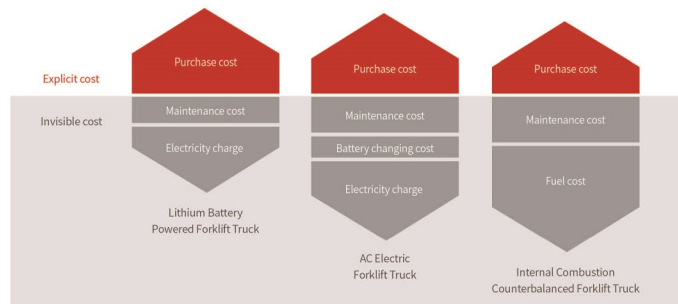 Explicit cost
Invisible cost
Purchase cost
Maintenance cost
Electricity charge
Lithium Battery
Powered Forklift Truck
Purchase cost
Maintenance cost
Battery changing cost
Electricity charge
AC Electric
Forklift Truck
Purchase cost
Maintenance cost
Fuel cost
Internal Combustion
Counterbalanced Forklift Truck